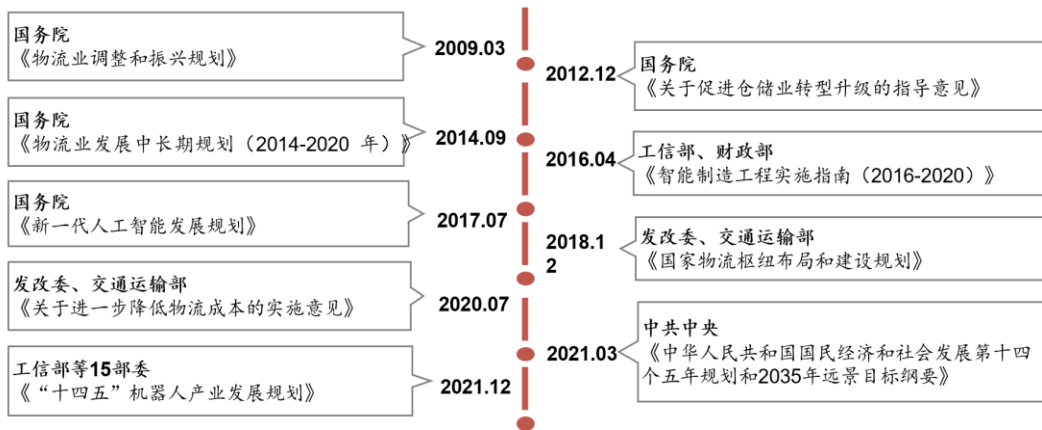 国务院
《物流业调整和振兴规划》
2009.03
2012.12
国务院
《关于促进仓储业转型升级的指导意见》
国务院
《物流业发展中长期规划（2014-2020 年）》
2014.09
2016.04
工信部、财政部
《智能制造工程实施指南（2016-2020）》
国务院
《新一代人工智能发展规划》
2017.07
2018.1
2
发改委、交通运输部
《国家物流枢纽布局和建设规划》
发改委、交通运输部
《关于进一步降低物流成本的实施意见》
2020.07
2021.03
中共中央
《中华人民共和国国民经济和社会发展第十四
个五年规划和2035年远景目标纲要》
工信部等15部委
《“十四五”机器人产业发展规划》
2021.12